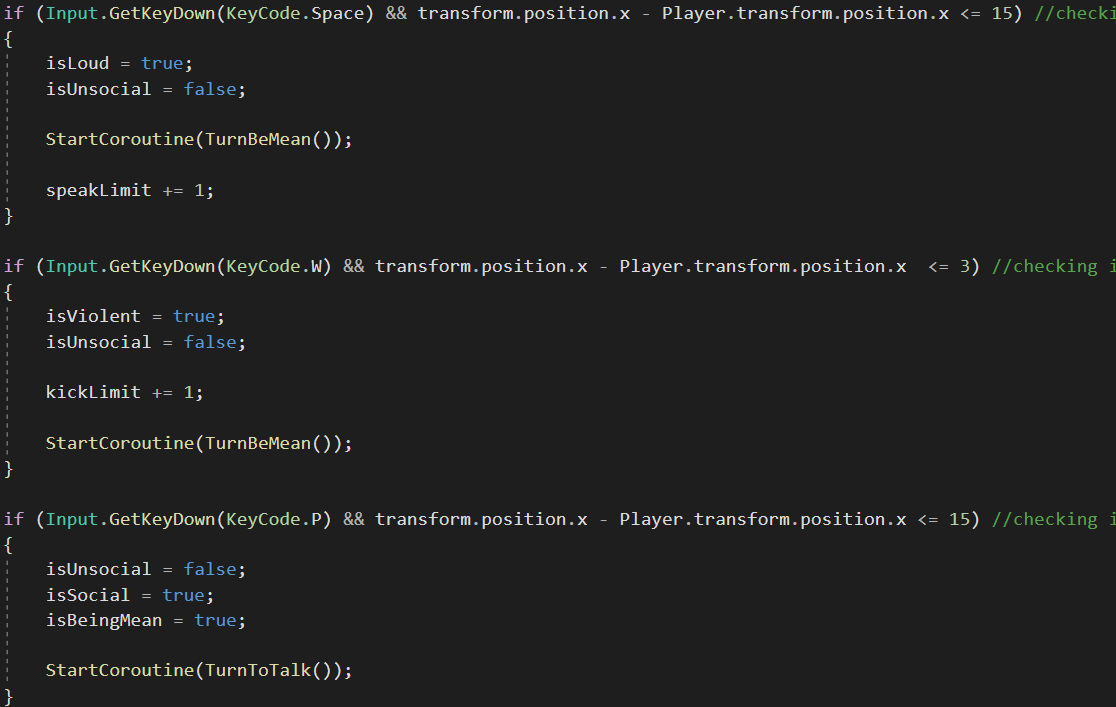 if (Input.GetKeyDown(KeyCode.Space) && transform.position.x - Player.transform.position.x <= 15) //checki
{
isLoud = true;
isUnsocial = false;
StartCoroutine(TurnBeMean());
speakLimit += 1;
}
if (Input.GetKeyDown(KeyCode.W) && transform.position.x - Player.transform.position.x  <= 3) //checking i
{
isViolent = true;
isUnsocial = false;
kickLimit += 1;
StartCoroutine(TurnBeMean());
}
if (Input.GetKeyDown(KeyCode.P) && transform.position.x - Player.transform.position.x <= 15) //checking i
{
isUnsocial = false;
isSocial = true;
isBeingMean = true;
StartCoroutine(TurnToTalk());
}